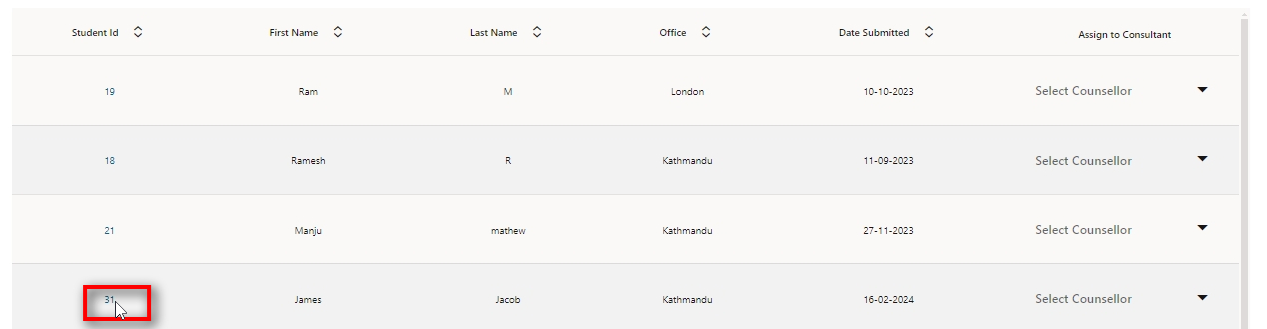 Student Id First Name Last Name Office Date Submitted Assign to Consultant
19 Ram M London 10-10-2023 Select Counsellor
18 Ramesh R Kathmandu 11-09-2023 Select Counsellor
21 Manju mathew Kathmandu 27-11-2023 Select Counsellor
31 James Jacob Kathmandu 16-02-2024 Select Counsellor